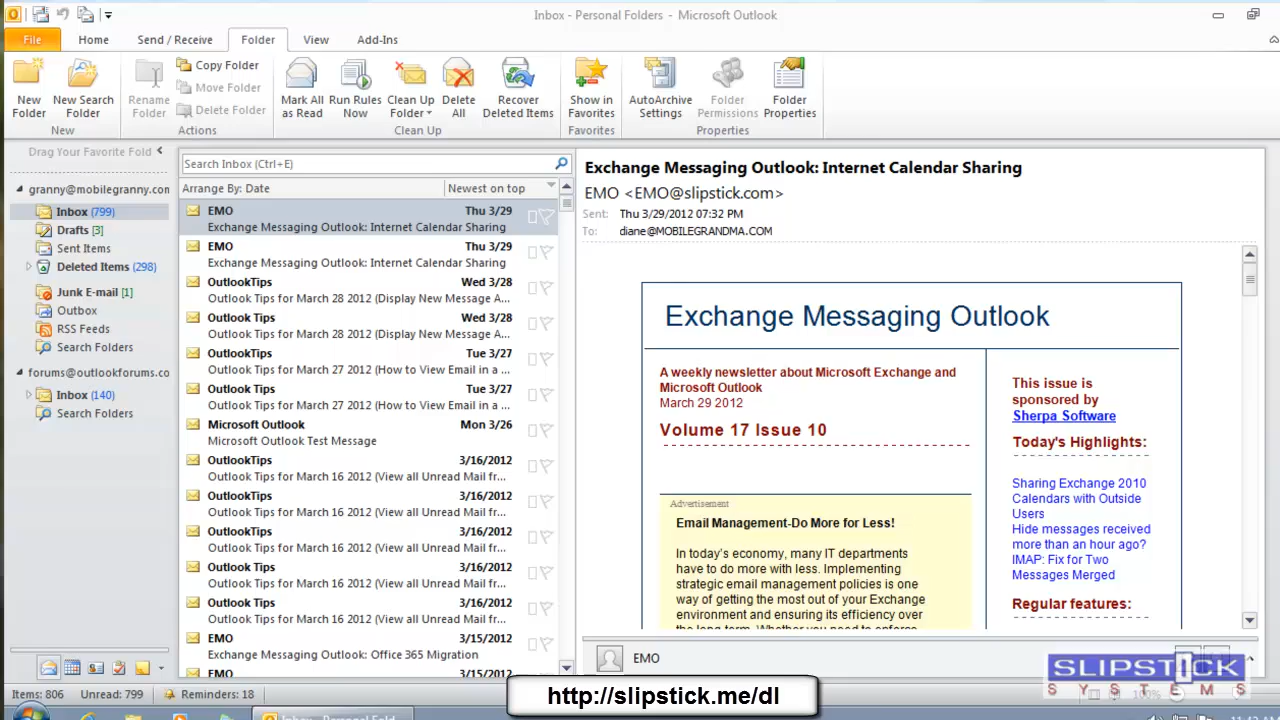 Inbox - Personal Folders - Microsoft Outlook
File Home Send / Receive Folder View Add-Ins
New Folder
New Search Folder
Rename Folder
Copy Folder
Move Folder
Delete Folder
Mark All as Read
Run Rules Now
Clean Up Folder
Delete All
Recover Deleted Items
Show in Favorites
AutoArchive Settings
Folder Permissions
Folder Properties
New Actions Clean Up Favorites Properties
Drag Your Favorite Fold
granny@mobilegranny.con
Inbox (799)
Drafts [3]
Sent Items
Deleted Items (298)
Junk E-mail [1]
Outbox
RSS Feeds
Search Folders
forums@outlookforums.co
Inbox (140)
Search Folders
Search Inbox (Ctrl+E)
Arrange By: Date Newest on top
EMO Thu 3/29
Exchange Messaging Outlook: Internet Calendar Sharing
EMO Thu 3/29
Exchange Messaging Outlook: Internet Calendar Sharing
OutlookTips Wed 3/28
Outlook Tips for March 28 2012 (Display New Message A...
Outlook Tips Wed 3/28
Outlook Tips for March 28 2012 (Display New Message A...
OutlookTips Tue 3/27
Outlook Tips for March 27 2012 (How to View Email in a ...
Outlook Tips Tue 3/27
Outlook Tips for March 27 2012 (How to View Email in a ...
Microsoft Outlook Mon 3/26
Microsoft Outlook Test Message
OutlookTips 3/16/2012
Outlook Tips for March 16 2012 (View all Unread Mail fr...
OutlookTips 3/16/2012
Outlook Tips for March 16 2012 (View all Unread Mail fr...
OutlookTips 3/16/2012
Outlook Tips for March 16 2012 (View all Unread Mail fr...
Outlook Tips 3/16/2012
Outlook Tips for March 16 2012 (View all Unread Mail fr...
Outlook Tips 3/16/2012
Outlook Tips for March 16 2012 (View all Unread Mail fr...
EMO 3/15/2012
Exchange Messaging Outlook: Office 365 Migration
EMO 3/15/2012
Exchange Messaging Outlook: Internet Calendar Sharing
EMO <EMO@slipstick.com>
Sent: Thu 3/29/2012 07:32 PM
To: diane@MOBILEGRANDMA.COM
Exchange Messaging Outlook
A weekly newsletter about Microsoft Exchange and
Microsoft Outlook
March 29 2012
Volume 17 Issue 10
Advertisement
Email Management-Do More for Less!
In today's economy, many IT departments
have to do more with less. Implementing
strategic email management policies is one
way of getting the most out of your Exchange
environment and ensuring its efficiency over
the long term. Whether you need to enforce
This issue is
sponsored by
Sherpa Software
Today's Highlights:
Sharing Exchange 2010
Calendars with Outside
Users
Hide messages received
more than an hour ago?
IMAP: Fix for Two
Messages Merged
Regular features:
EMO
SLIPSTICK
SYSTEMS
Items: 806 Unread: 799 Reminders: 18 100%
http://slipstick.me/dl
Inbox - Personal Fold...